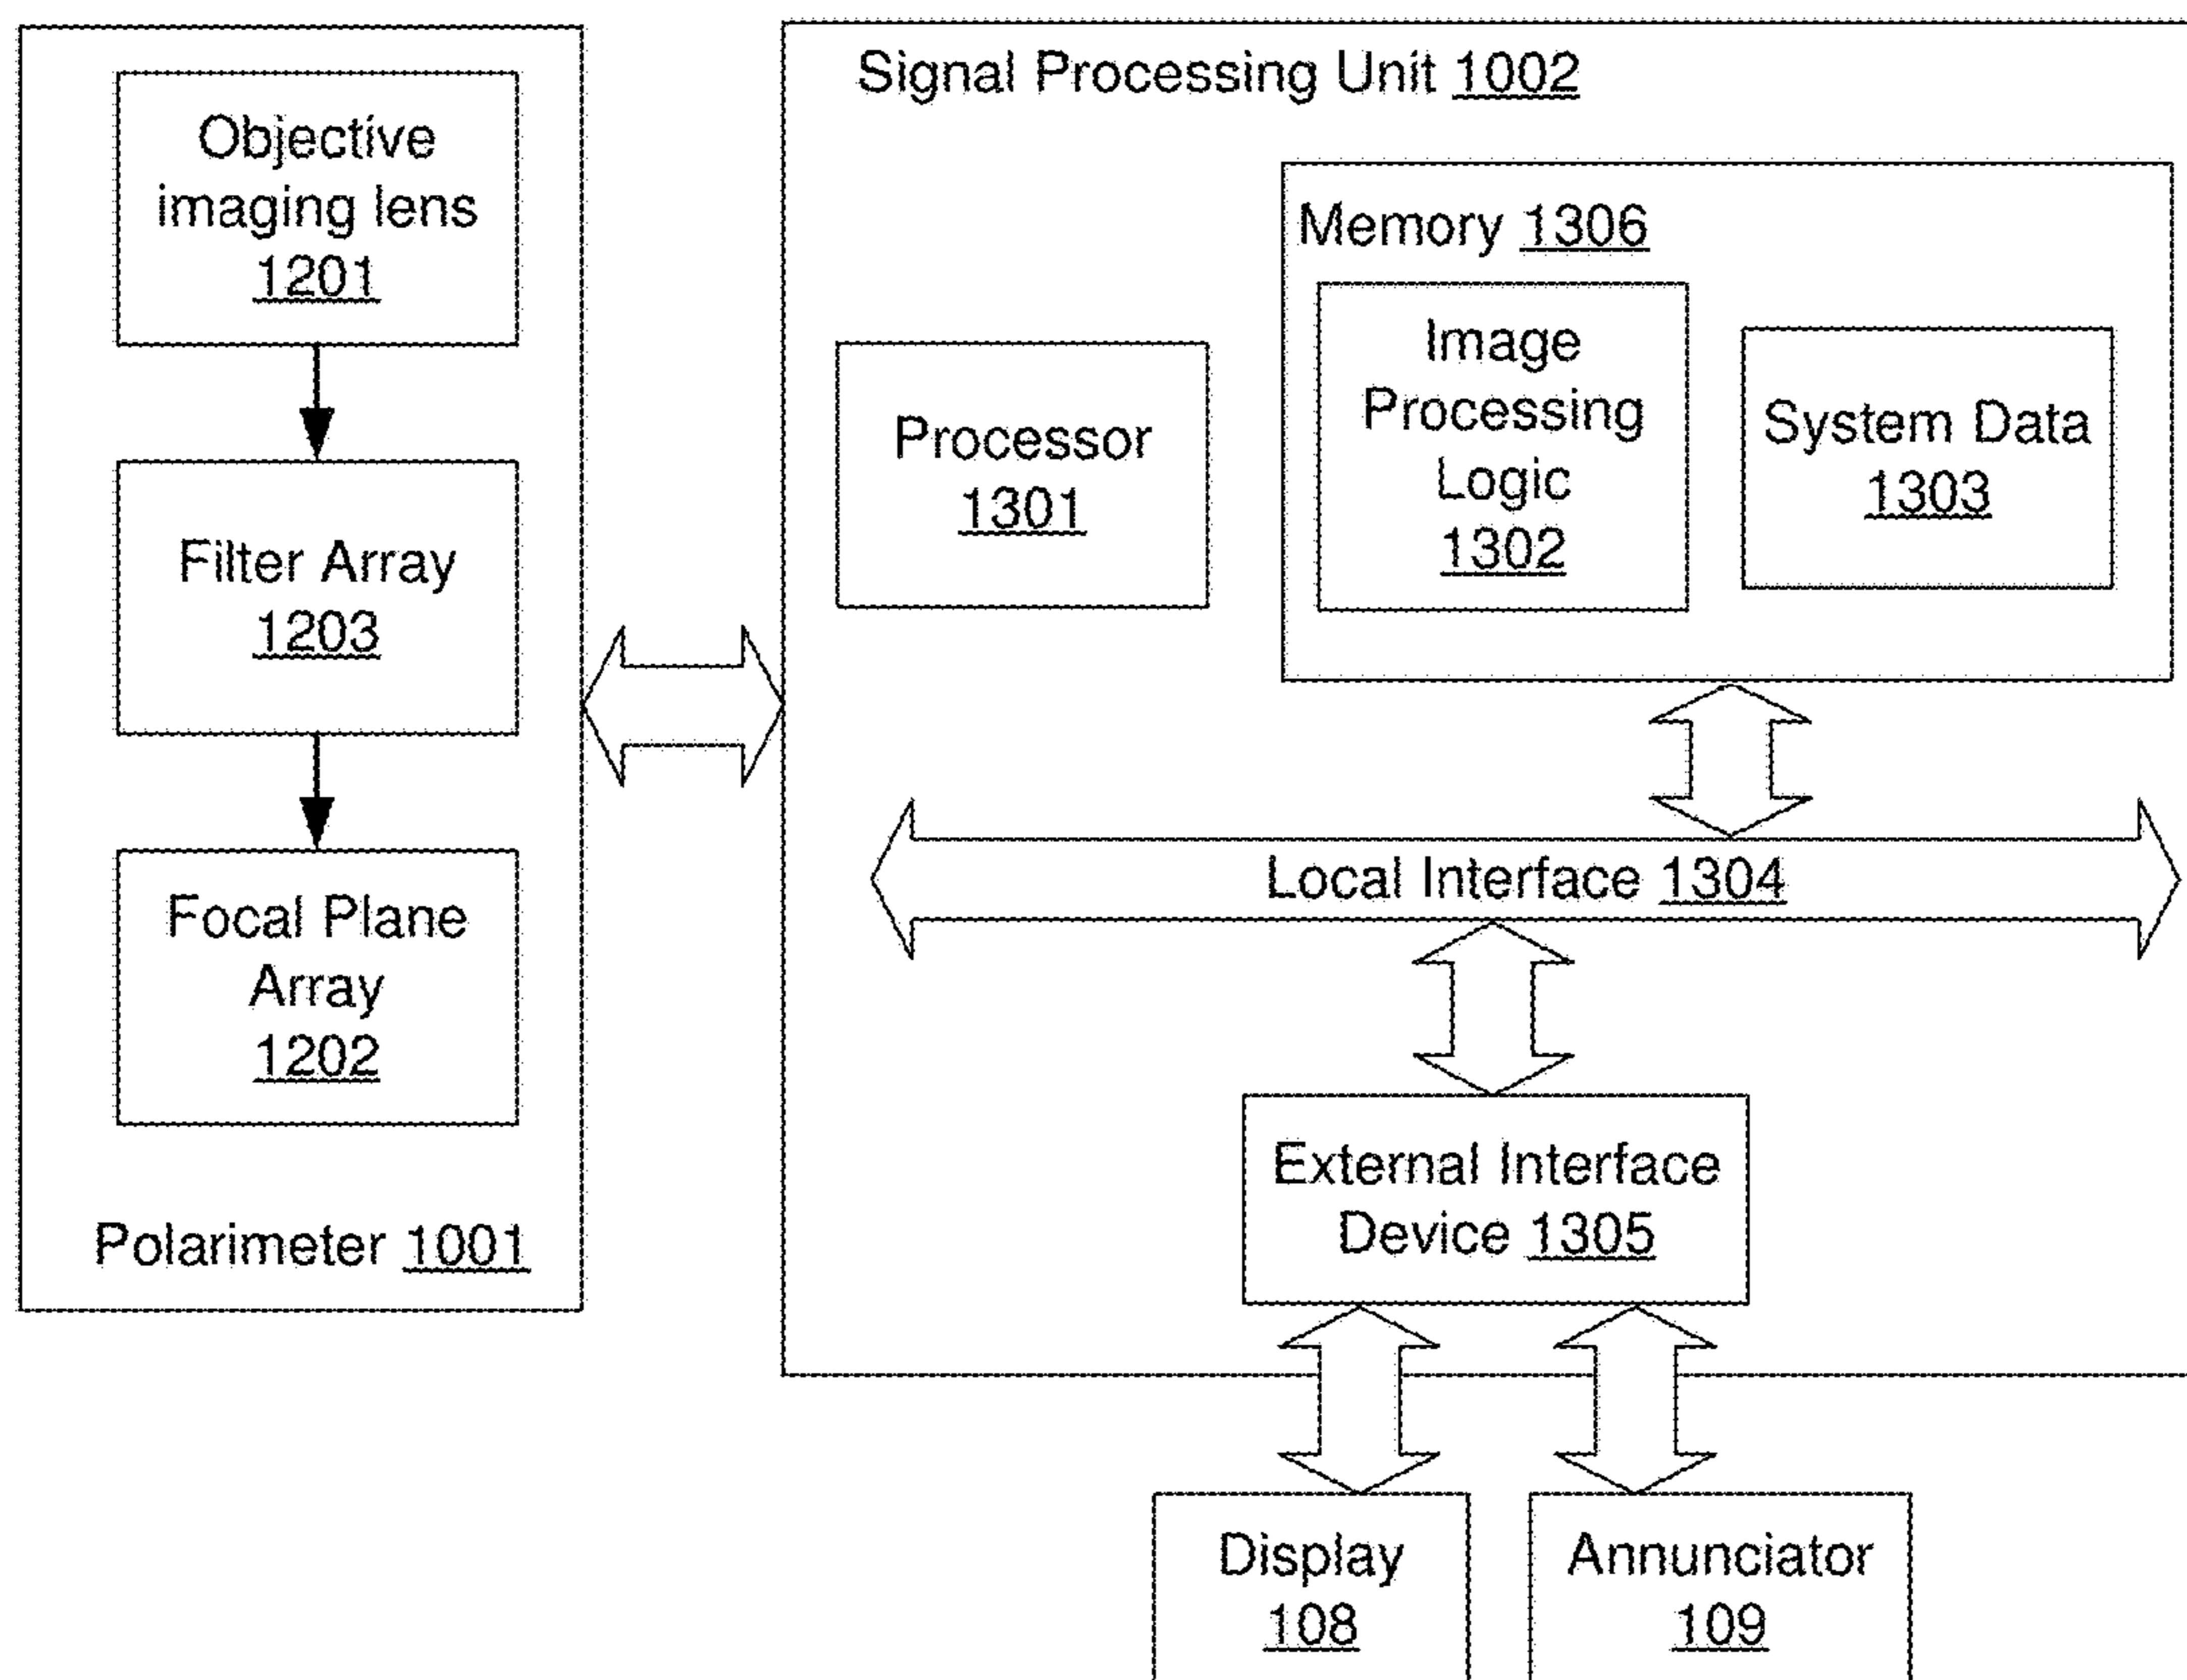 Objective
imaging lens
1201
Filter Array
1203
Focal Plane
Array
1202
Polarimeter 1001
Signal Processing Unit 1002
Processor
1301
Memory 1306
Image
Processing
Logic
1302
System Data
1303
Local Interface 1304
External Interface
Device 1305
Display
108
Annunciator
109